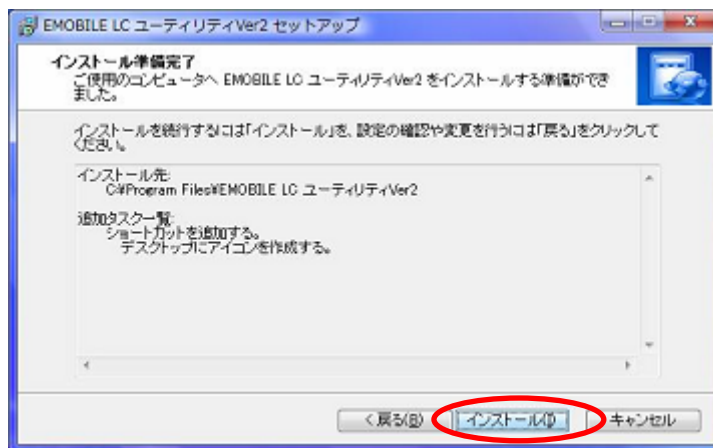 EMOBILE LC ユーティリティVer2 セットアップ
インストール準備完了
ご使用のコンピュータへ EMOBILE LC ユーティリティVer2 をインストールする準備ができ
ました。
インストールを続行するには「インストール」を、設定の確認や変更を行うには「戻る」をクリックして
ください。
インストール先:
C:¥Program Files¥EMOBILE LC ユーティリティVer2
追加タスク一覧:
ショートカットを追加する。
デスクトップにアイコンを作成する。
< 戻る(B)
インストール(I)
キャンセル